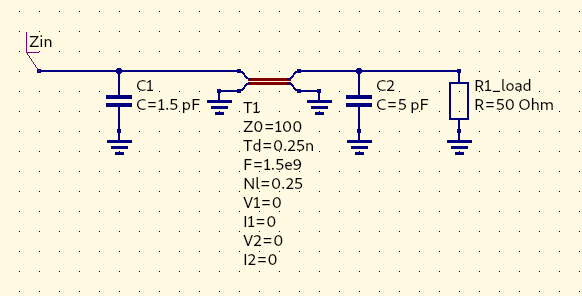 Zin
C1
C=1.5 pF
T1
Z0=100
Td=0.25n
F=1.5e9
Nl=0.25
V1=0
I1=0
V2=0
I2=0
C2
C=5 pF
R1_load
R=50 Ohm